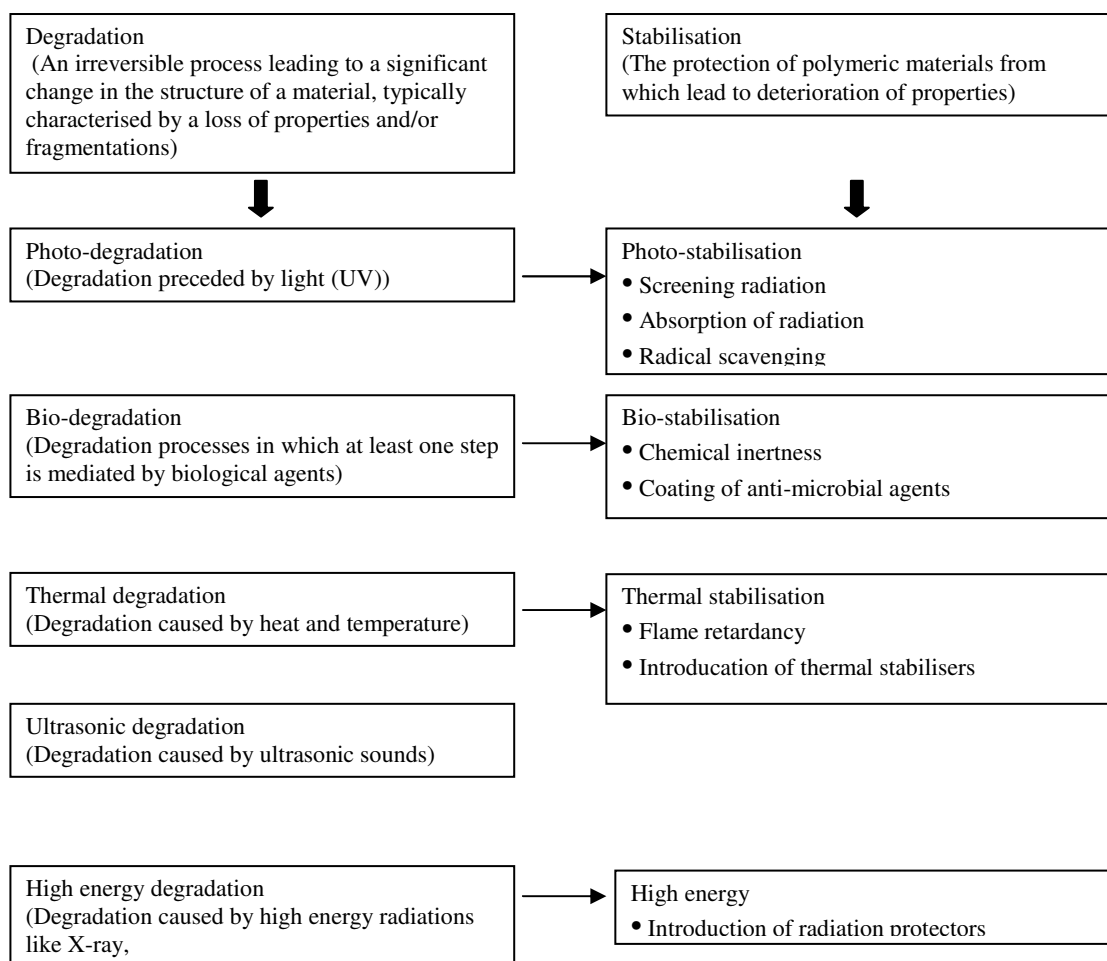 Degradation
(An irreversible process leading to a significant
change in the structure of a material, typically
characterised by a loss of properties and/or
fragmentations)
Stabilisation
(The protection of polymeric materials from
which lead to deterioration of properties)
Photo-degradation
(Degradation preceded by light (UV))
Photo-stabilisation
• Screening radiation
• Absorption of radiation
• Radical scavenging
Bio-degradation
(Degradation processes in which at least one step
is mediated by biological agents)
Bio-stabilisation
• Chemical inertness
• Coating of anti-microbial agents
Thermal degradation
(Degradation caused by heat and temperature)
Thermal stabilisation
• Flame retardancy
• Introducation of thermal stabilisers
Ultrasonic degradation
(Degradation caused by ultrasonic sounds)
High energy degradation
(Degradation caused by high energy radiations
like X-ray,
High energy
• Introduction of radiation protectors